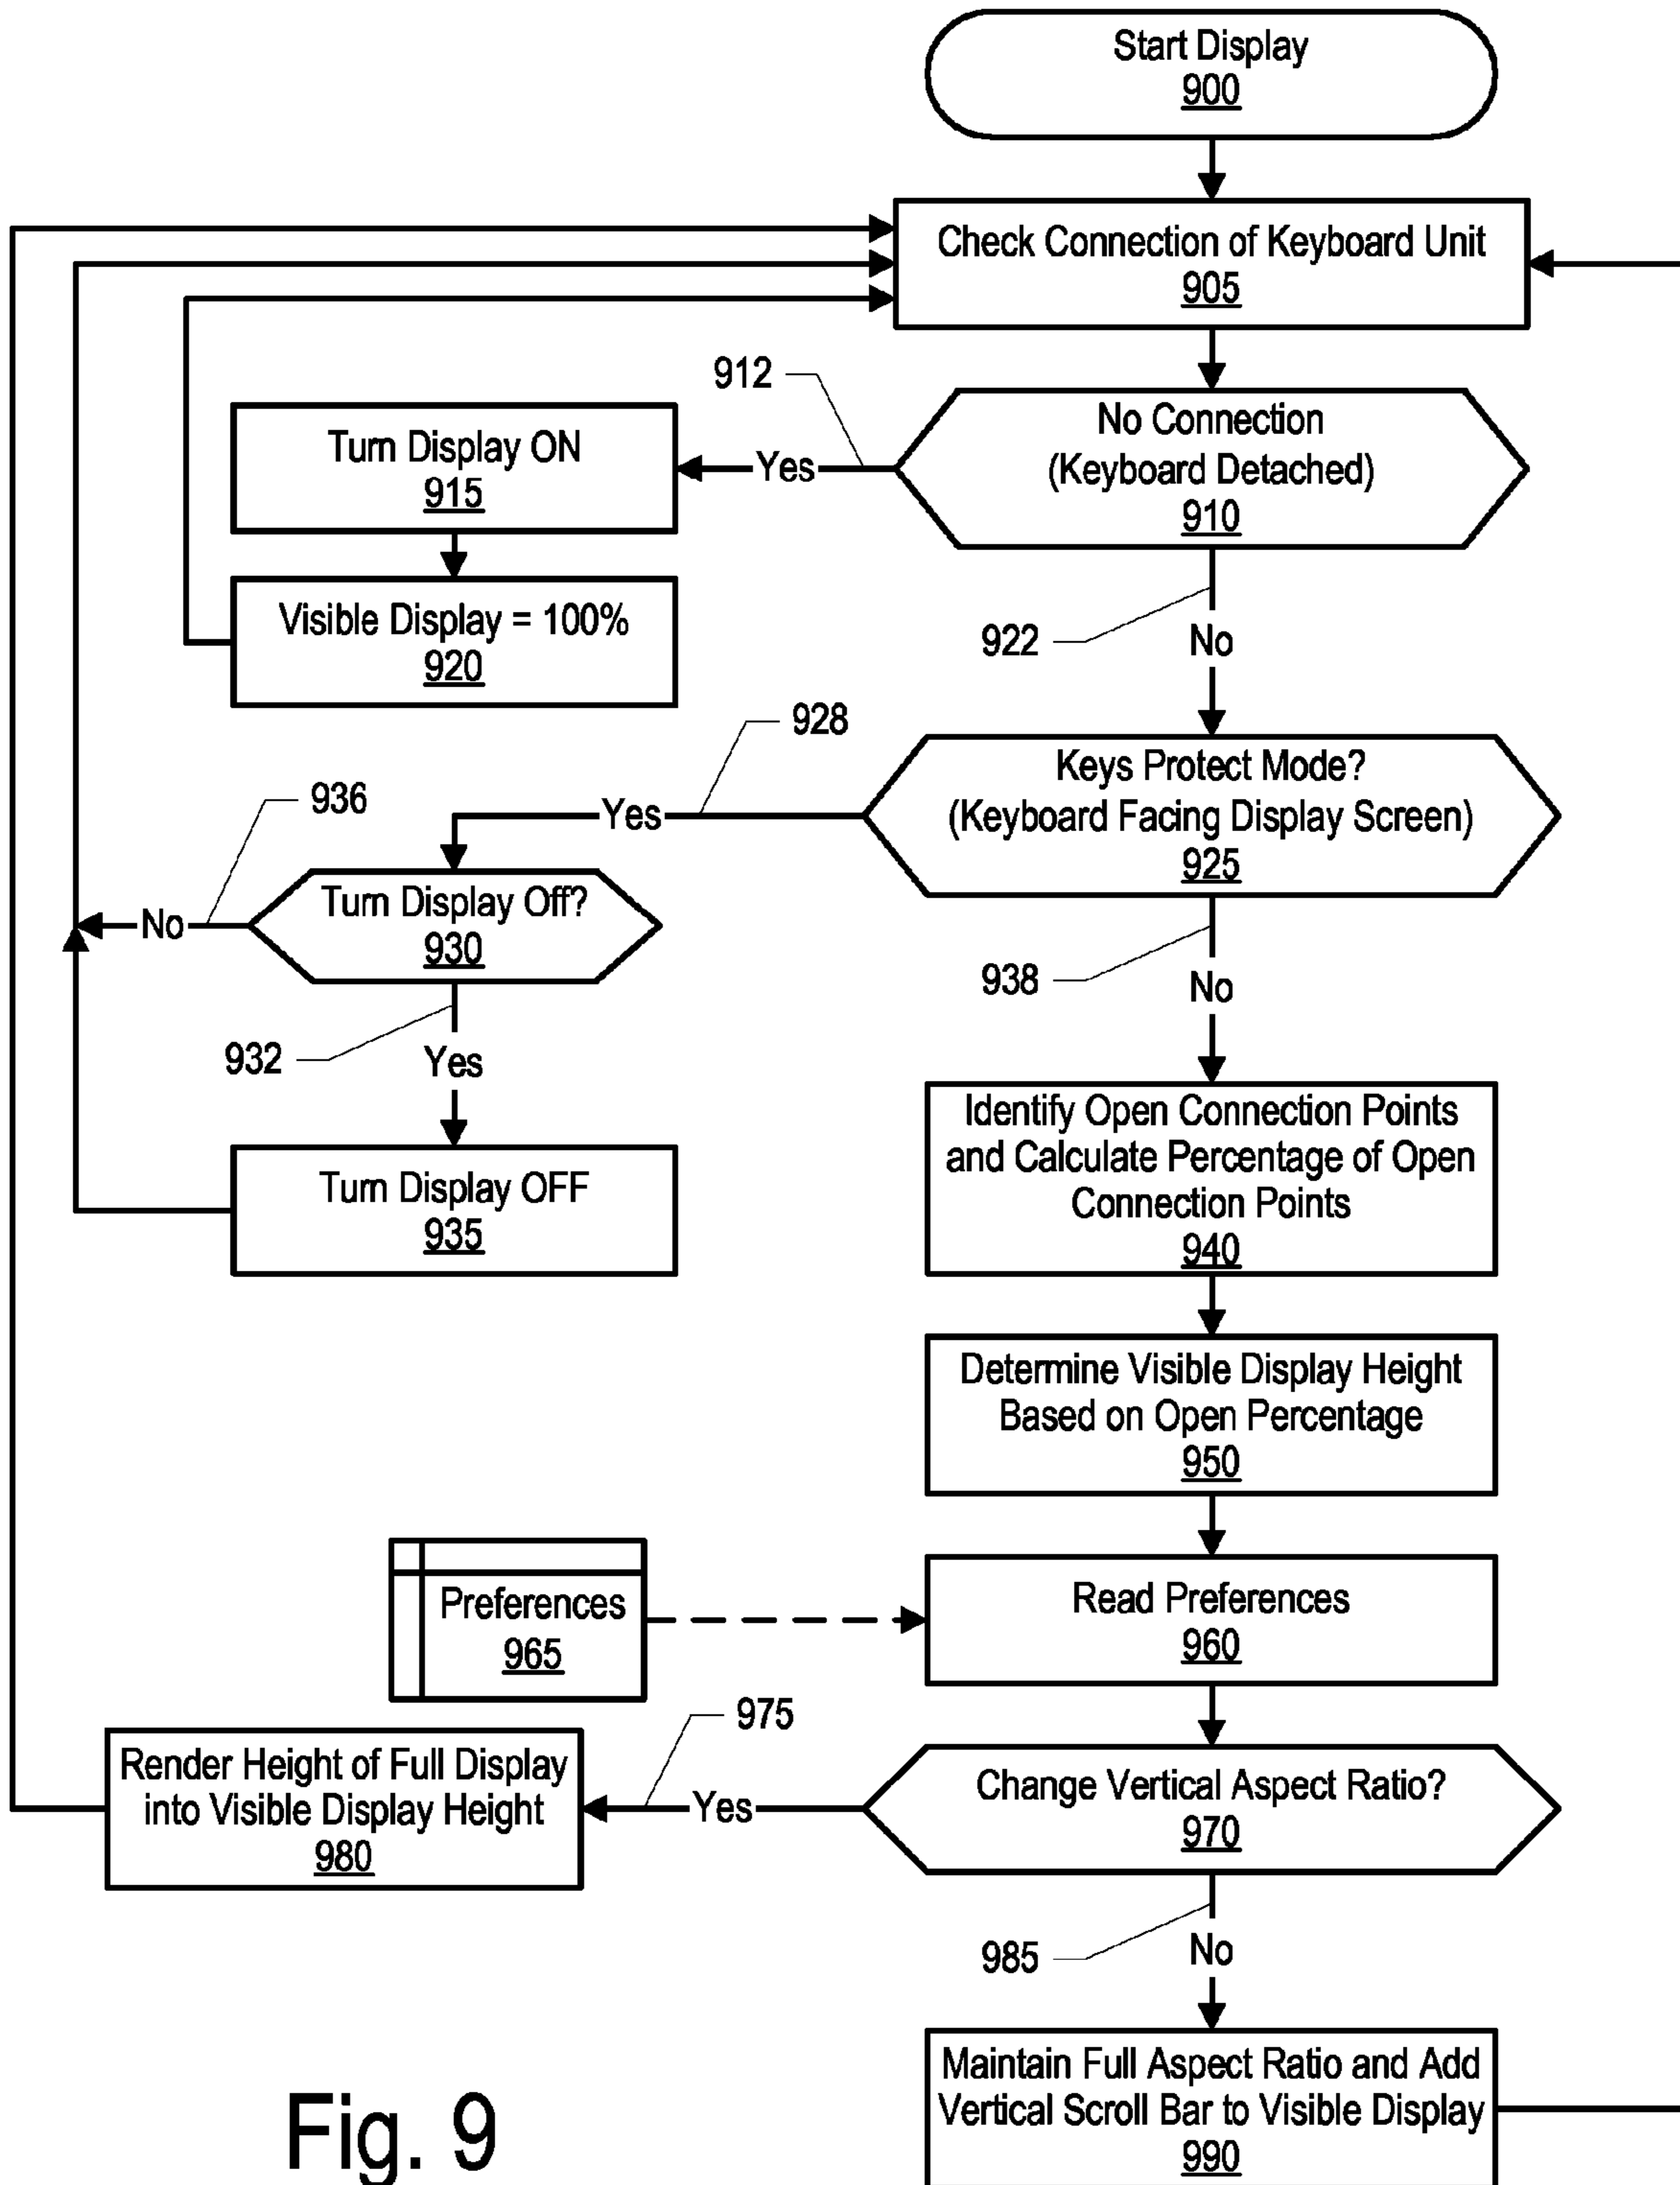 Start Display
900
Check Connection of Keyboard Unit
905
912
No Connection
(Keyboard Detached)
910
Yes
Turn Display ON
915
Visible Display = 100%
920
922
No
928
Keys Protect Mode?
(Keyboard Facing Display Screen)
925
Yes
936
Turn Display Off?
930
No
932
Yes
Turn Display OFF
935
938
No
Identify Open Connection Points
and Calculate Percentage of Open
Connection Points
940
Determine Visible Display Height
Based on Open Percentage
950
Preferences
965
Read Preferences
960
975
Change Vertical Aspect Ratio?
970
Yes
Render Height of Full Display
into Visible Display Height
980
985
No
Maintain Full Aspect Ratio and Add
Vertical Scroll Bar to Visible Display
990
Fig. 9